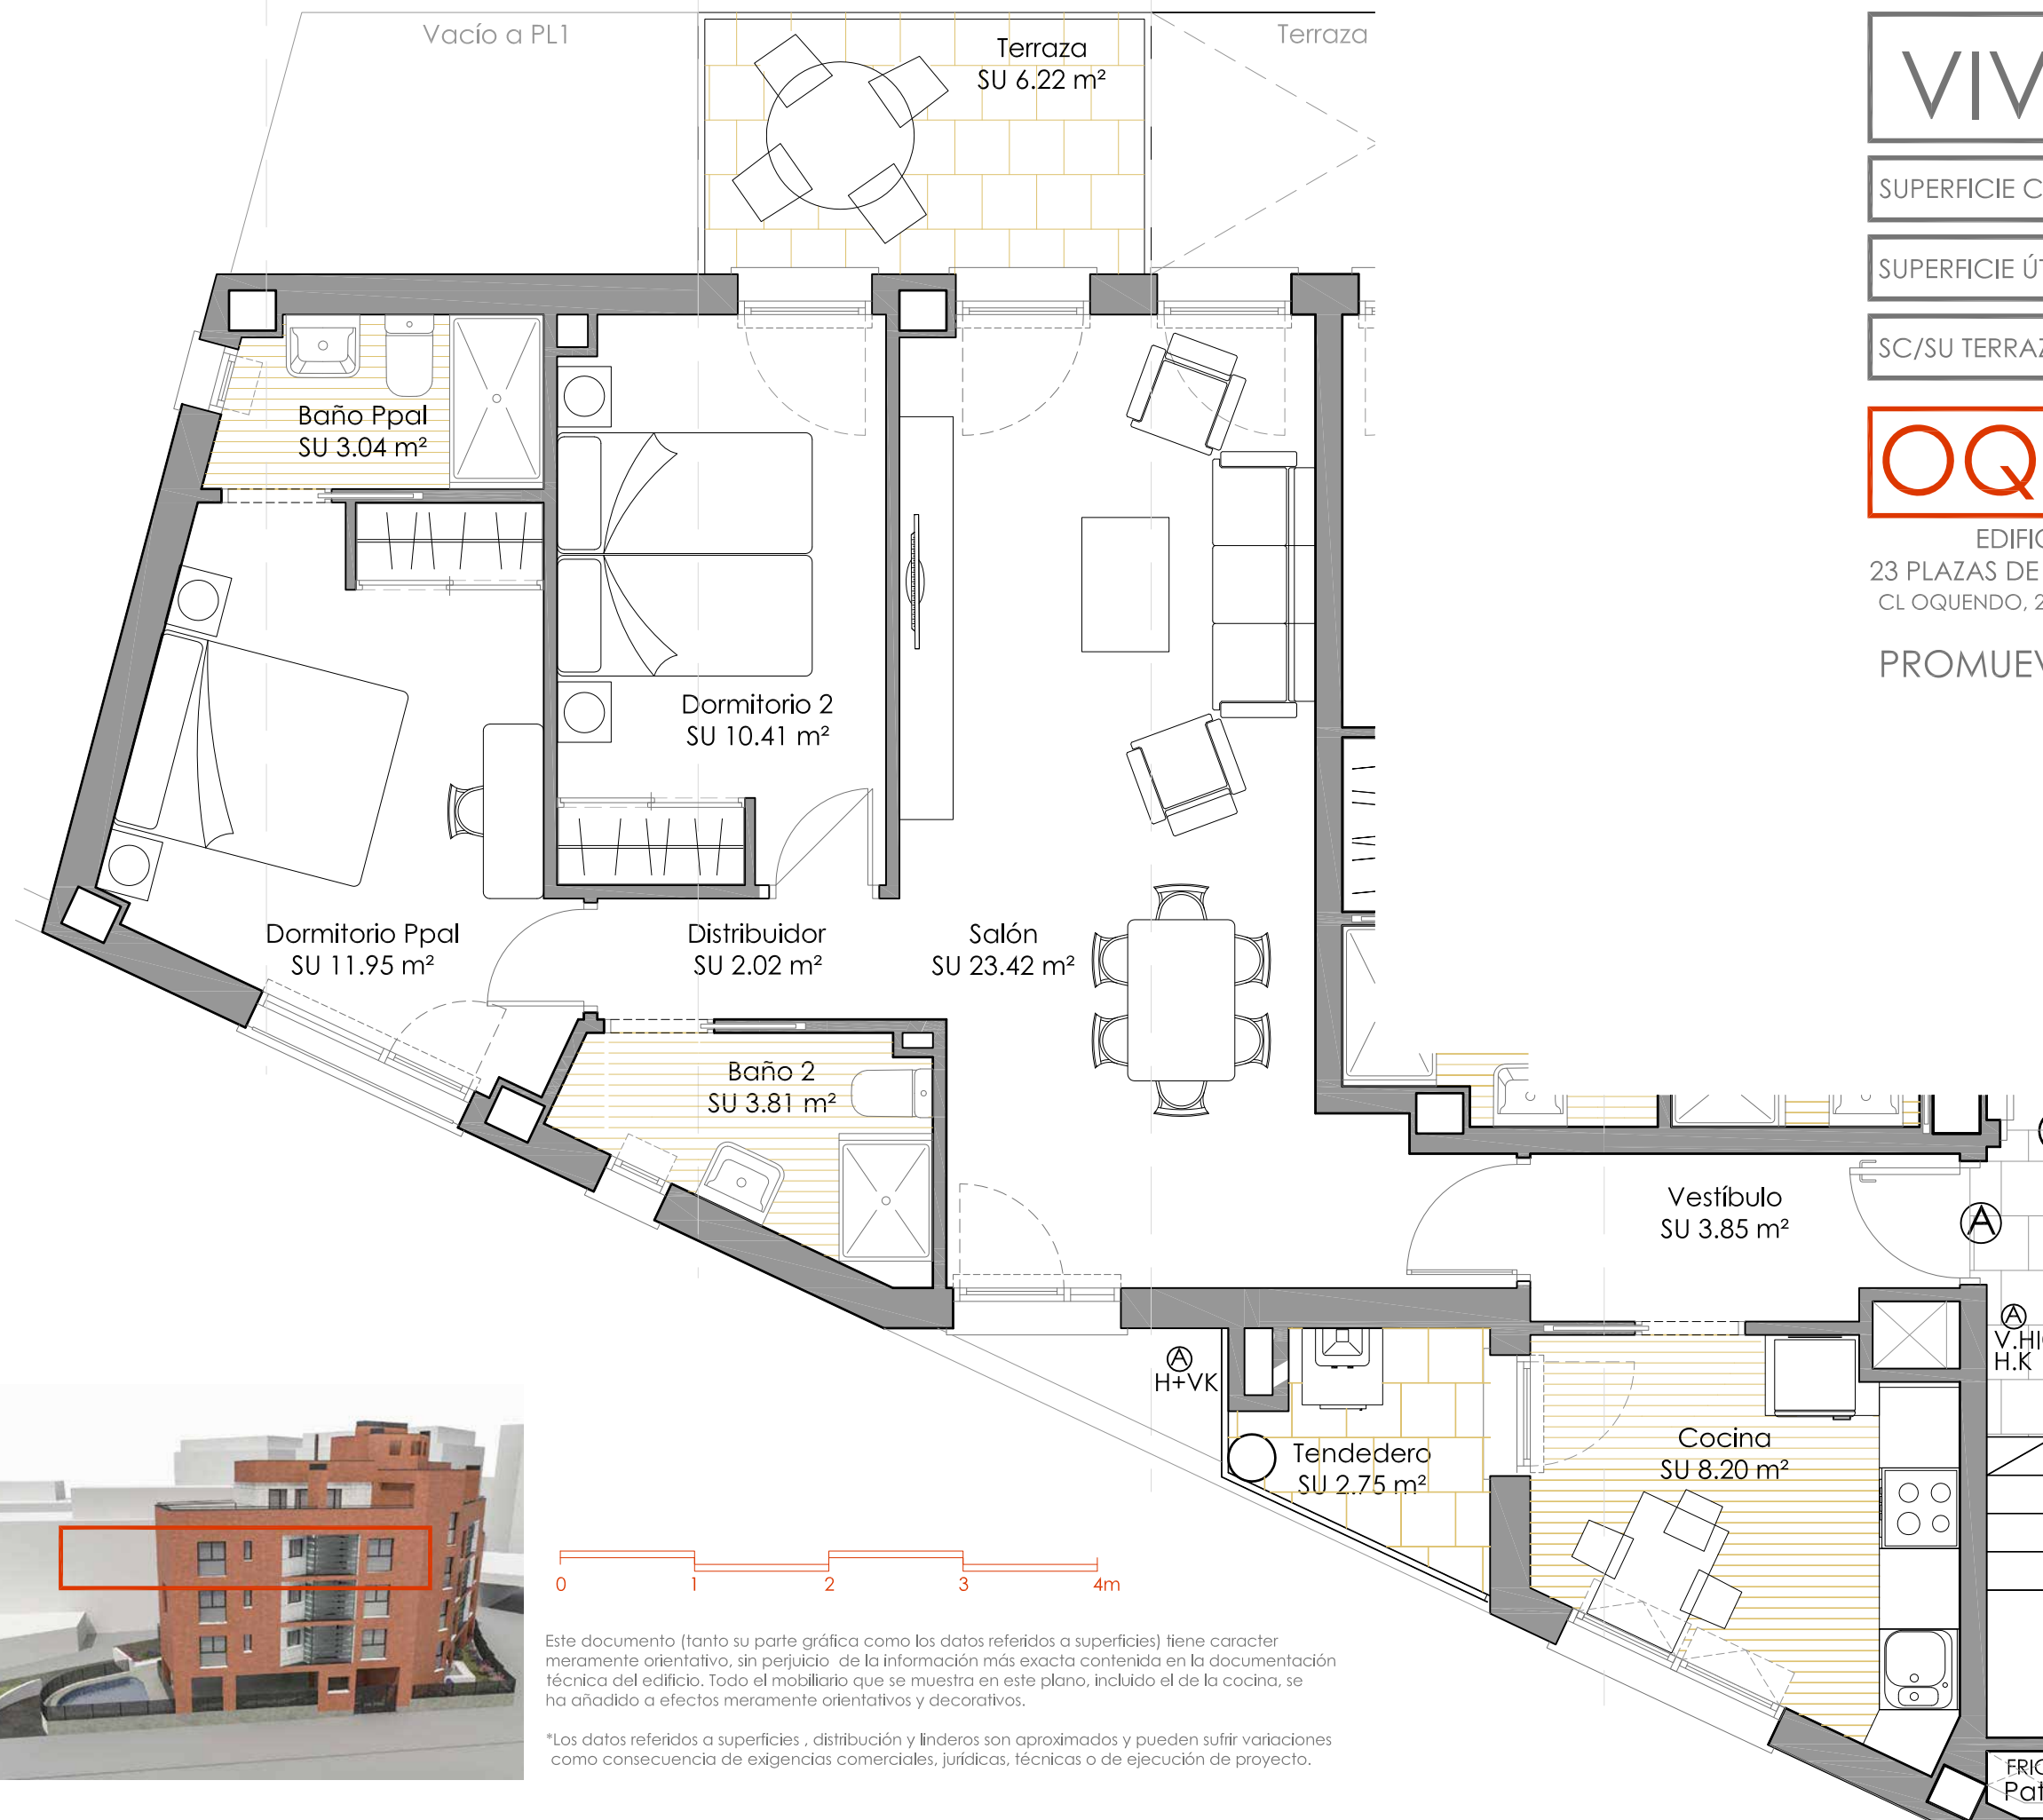 Vacío a PL1
Terraza
SU 6.22 m²
Terraza
VIV
SUPERFICIE C
SUPERFICIE ÚT
SC/SU TERRAZ
OQ
EDIFIC
23 PLAZAS DE
CL OQUENDO, 2
PROMUEV
Baño Ppal
SU 3.04 m²
Dormitorio 2
SU 10.41 m²
Dormitorio Ppal
SU 11.95 m²
Distribuidor
SU 2.02 m²
Salón
SU 23.42 m²
Baño 2
SU 3.81 m²
Vestíbulo
SU 3.85 m²
A
A
V.HI
H.K
A
H+VK
Tendedero
SU 2.75 m²
Cocina
SU 8.20 m²
0 1 2 3 4m
Este documento (tanto su parte gráfica como los datos referidos a superficies) tiene caracter
meramente orientativo, sin perjuicio de la información más exacta contenida en la documentación
técnica del edificio. Todo el mobiliario que se muestra en este plano, incluido el de la cocina, se
ha añadido a efectos meramente orientativos y decorativos.
*Los datos referidos a superficies , distribución y linderos son aproximados y pueden sufrir variaciones
como consecuencia de exigencias comerciales, jurídicas, técnicas o de ejecución de proyecto.
FRIG
Pat